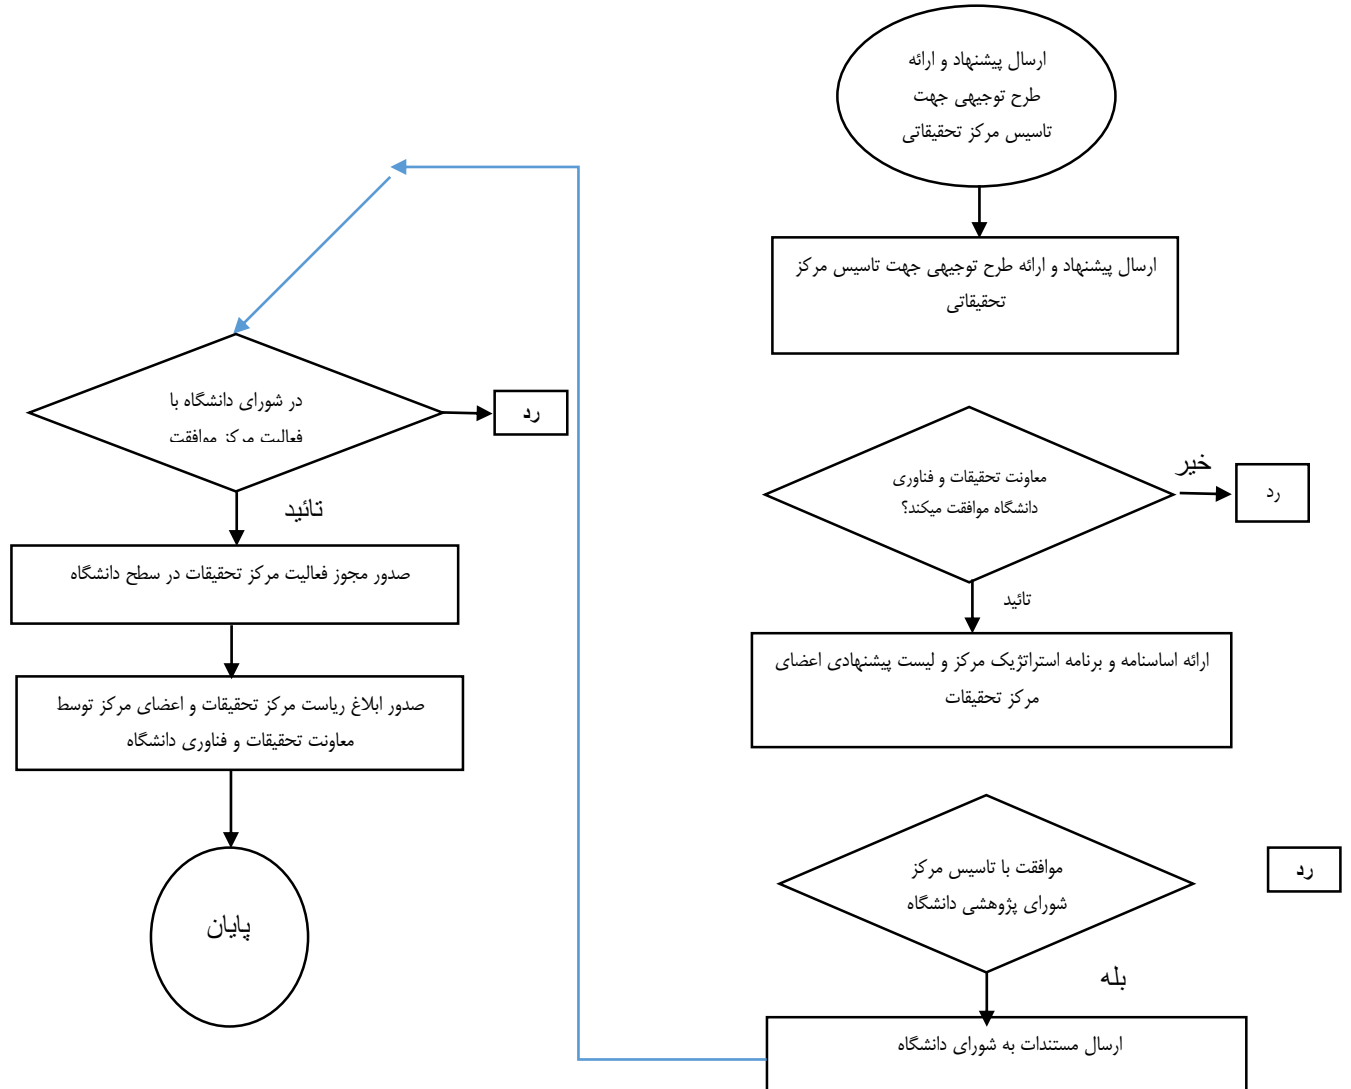 ارسال پیشنهاد و ارائه
طرح توجیهی جهت
تاسیس مرکز تحقیقاتی
ارسال پیشنهاد و ارائه طرح توجیهی جهت تاسیس مرکز
تحقیقاتی
معاونت تحقیقات و فناوری
دانشگاه موافقت میکند؟
خیر
رد
تائید
ارائه اساسنامه و برنامه استراتژیک مرکز و لیست پیشنهادی اعضای
مرکز تحقیقات
موافقت با تاسیس مرکز
شورای پژوهشی دانشگاه
رد
بله
ارسال مستندات به شورای دانشگاه
در شورای دانشگاه با
فعالیت مرکز موافقت
رد
تائید
صدور مجوز فعالیت مرکز تحقیقات در سطح دانشگاه
صدور ابلاغ ریاست مرکز تحقیقات و اعضای مرکز توسط
معاونت تحقیقات و فناوری دانشگاه
پایان